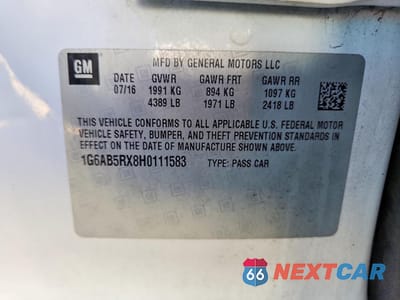 GM
MFD BY GENERAL MOTORS LLC
DATE GVWR GAWR FRT GAWR RR
07/16 1991 KG 894 KG 1097 KG
4389 LB 1971 LB 2418 LB
THIS VEHICLE CONFORMS TO ALL APPLICABLE U.S. FEDERAL MOTOR
VEHICLE SAFETY, BUMPER, AND THEFT PREVENTION STANDARDS IN
EFFECT ON THE DATE OF MANUFACTURE SHOWN ABOVE.
1G6AB5RX8H0111583 TYPE: PASS CAR
66 NEXTCAR